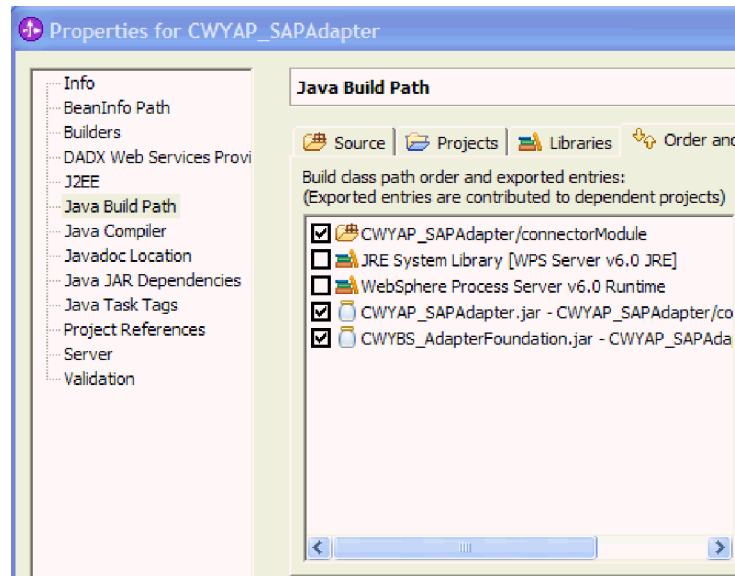 Properties for CWYAP_SAPAdapter
Info
BeanInfo Path
Builders
DADX Web Services Provi
J2EE
Java Build Path
Java Compiler
Javadoc Location
Java JAR Dependencies
Java Task Tags
Project References
Server
Validation
Java Build Path
Source Projects Libraries Order and
Build class path order and exported entries:
(Exported entries are contributed to dependent projects)
CWYAP_SAPAdapter/connectorModule
JRE System Library [WPS Server v6.0 JRE]
WebSphere Process Server v6.0 Runtime
CWYAP_SAPAdapter.jar - CWYAP_SAPAdapter/co
CWYBS_AdapterFoundation.jar - CWYAP_SAPAda